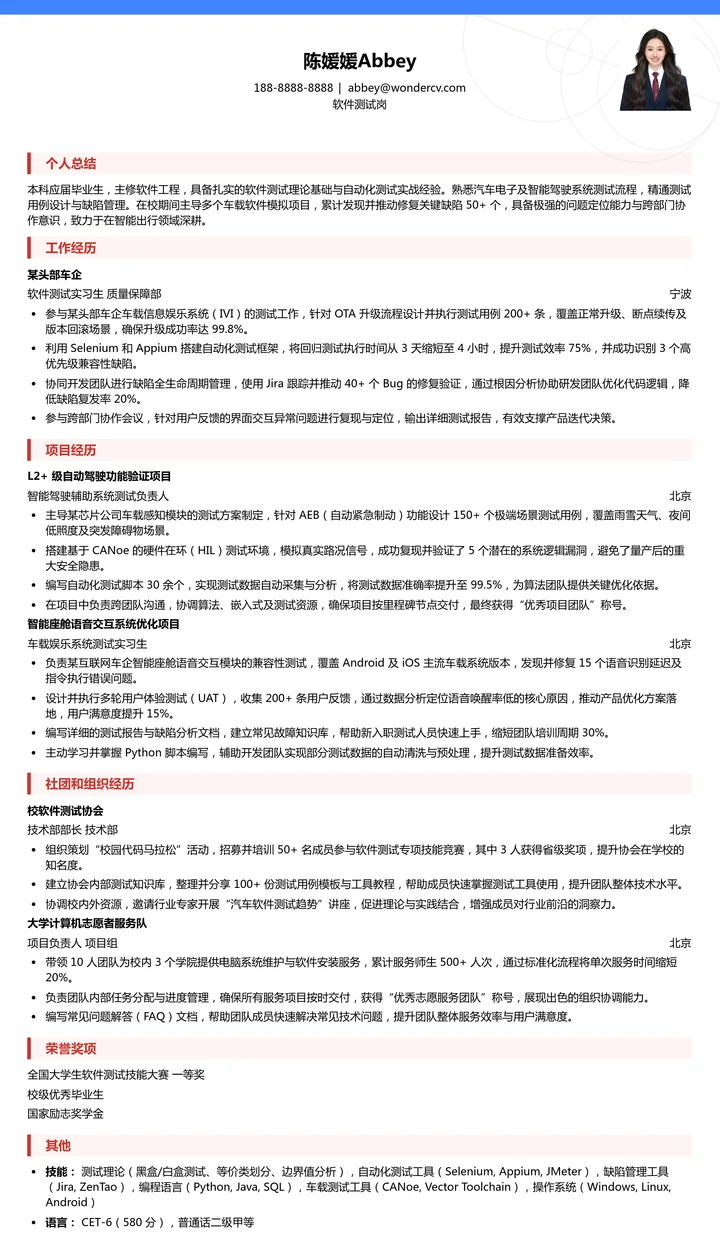 陈媛媛Abbey
188-8888-8888 | abbey@wondercv.com
软件测试岗
个人总结
本科应届毕业生，主修软件工程，具备扎实的软件测试理论基础与自动化测试实战经验。熟悉汽车电子及智能驾驶系统测试流程，精通测试
用例设计与缺陷管理。在校期间主导多个车载软件模拟项目，累计发现并推动修复关键缺陷 50+ 个，具备极强的问题定位能力与跨部门协
作意识，致力于在智能出行领域深耕。
工作经历
某头部车企
软件测试实习生 质量保障部 宁波
• 参与某头部车企车载信息娱乐系统（IVI）的测试工作，针对 OTA 升级流程设计并执行测试用例 200+ 条，覆盖正常升级、断点续传及
版本回滚场景，确保升级成功率达 99.8%。
• 利用 Selenium 和 Appium 搭建自动化测试框架，将回归测试执行时间从 3 天缩短至 4 小时，提升测试效率 75%，并成功识别 3 个高
优先级兼容性缺陷。
• 协同开发团队进行缺陷全生命周期管理，使用 Jira 跟踪并推动 40+ 个 Bug 的修复验证，通过根因分析协助研发团队优化代码逻辑，降
低缺陷复发率 20%。
• 参与跨部门协作会议，针对用户反馈的界面交互异常问题进行复现与定位，输出详细测试报告，有效支撑产品迭代决策。
项目经历
L2+ 级自动驾驶功能验证项目
智能驾驶辅助系统测试负责人 北京
• 主导某芯片公司车载感知模块的测试方案制定，针对 AEB（自动紧急制动）功能设计 150+ 个极端场景测试用例，覆盖雨雪天气、夜间
低照度及突发障碍物场景。
• 搭建基于 CANoe 的硬件在环（HIL）测试环境，模拟真实路况信号，成功复现并验证了 5 个潜在的系统逻辑漏洞，避免了量产后的重
大安全隐患。
• 编写自动化测试脚本 30 余个，实现测试数据自动采集与分析，将测试数据准确率提升至 99.5%，为算法团队提供关键优化依据。
• 在项目中负责跨团队沟通，协调算法、嵌入式及测试资源，确保项目按里程碑节点交付，最终获得“优秀项目团队”称号。
智能座舱语音交互系统优化项目
车载娱乐系统测试实习生 北京
• 负责某互联网车企智能座舱语音交互模块的兼容性测试，覆盖 Android 及 iOS 主流车载系统版本，发现并修复 15 个语音识别延迟及
指令执行错误问题。
• 设计并执行多轮用户体验测试（UAT），收集 200+ 条用户反馈，通过数据分析定位语音唤醒率低的核心原因，推动产品优化方案落
地，用户满意度提升 15%。
• 编写详细的测试报告与缺陷分析文档，建立常见故障知识库，帮助新入职测试人员快速上手，缩短团队培训周期 30%。
• 主动学习并掌握 Python 脚本编写，辅助开发团队实现部分测试数据的自动清洗与预处理，提升测试数据准备效率。
社团和组织经历
校软件测试协会
技术部部长 技术部 北京
• 组织策划“校园代码马拉松”活动，招募并培训 50+ 名成员参与软件测试专项技能竞赛，其中 3 人获得省级奖项，提升协会在学校的
知名度。
• 建立协会内部测试知识库，整理并分享 100+ 份测试用例模板与工具教程，帮助成员快速掌握测试工具使用，提升团队整体技术水平。
• 协调校内外资源，邀请行业专家开展“汽车软件测试趋势”讲座，促进理论与实践结合，增强成员对行业前沿的洞察力。
大学计算机志愿者服务队
项目负责人 项目组 北京
• 带领 10 人团队为校内 3 个学院提供电脑系统维护与软件安装服务，累计服务师生 500+ 人次，通过标准化流程将单次服务时间缩短
20%。
• 负责团队内部任务分配与进度管理，确保所有服务项目按时交付，获得“优秀志愿服务团队”称号，展现出色的组织协调能力。
• 编写常见问题解答（FAQ）文档，帮助团队成员快速解决常见技术问题，提升团队整体服务效率与用户满意度。
荣誉奖项
全国大学生软件测试技能大赛 一等奖
校级优秀毕业生
国家励志奖学金
其他
• 技能： 测试理论（黑盒/白盒测试、等价类划分、边界值分析），自动化测试工具（Selenium, Appium, JMeter），缺陷管理工具
（Jira, ZenTao），编程语言（Python, Java, SQL），车载测试工具（CANoe, Vector Toolchain），操作系统（Windows, Linux,
Android）
• 语言： CET-6（580 分），普通话二级甲等